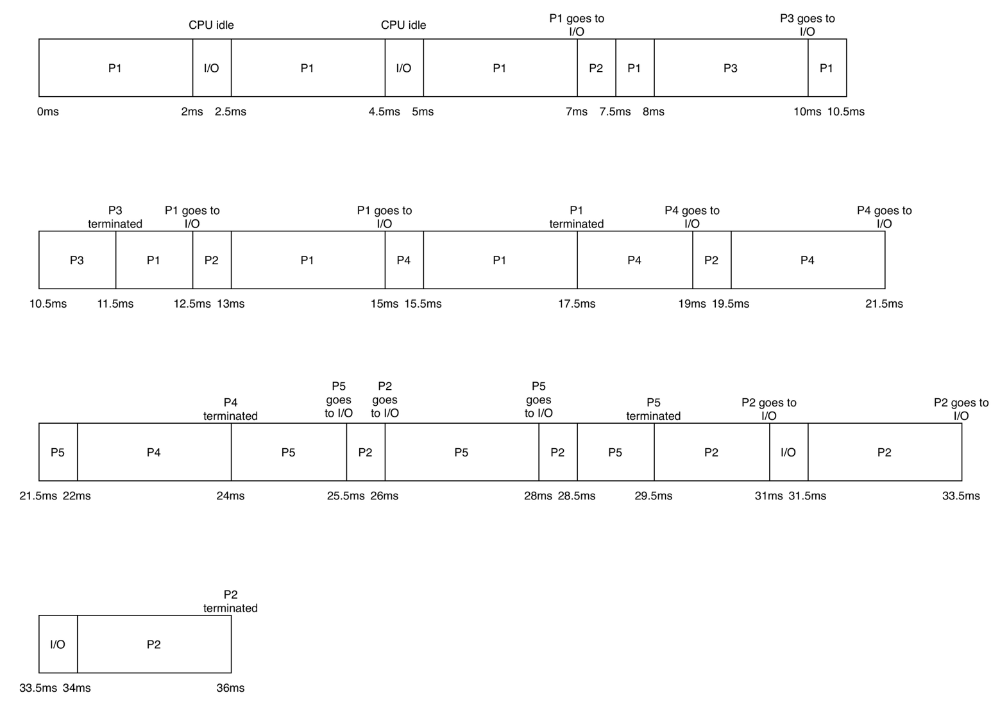 CPU idle
CPU idle
P1 goes to
I/O
P3 goes to
I/O
P1
I/O
P1
I/O
P1
P2
P1
P3
P1
0ms
2ms
2.5ms
4.5ms
5ms
7ms
7.5ms
8ms
10ms
10.5ms
P3
terminated
P1 goes to
I/O
P1 goes to
I/O
P1
terminated
P4 goes to
I/O
P4 goes to
I/O
P3
P1
P2
P1
P4
P1
P4
P2
P4
10.5ms
11.5ms
12.5ms
13ms
15ms
15.5ms
17.5ms
19ms
19.5ms
21.5ms
P4
terminated
P5
goes
to I/O
P2
goes
to I/O
P5
goes
to I/O
P5
terminated
P2 goes to
I/O
P2 goes to
I/O
P5
P4
P5
P2
P5
P2
P5
P2
I/O
P2
21.5ms
22ms
24ms
25.5ms
26ms
28ms
28.5ms
29.5ms
31ms
31.5ms
33.5ms
P2
terminated
I/O
P2
33.5ms
34ms
36ms